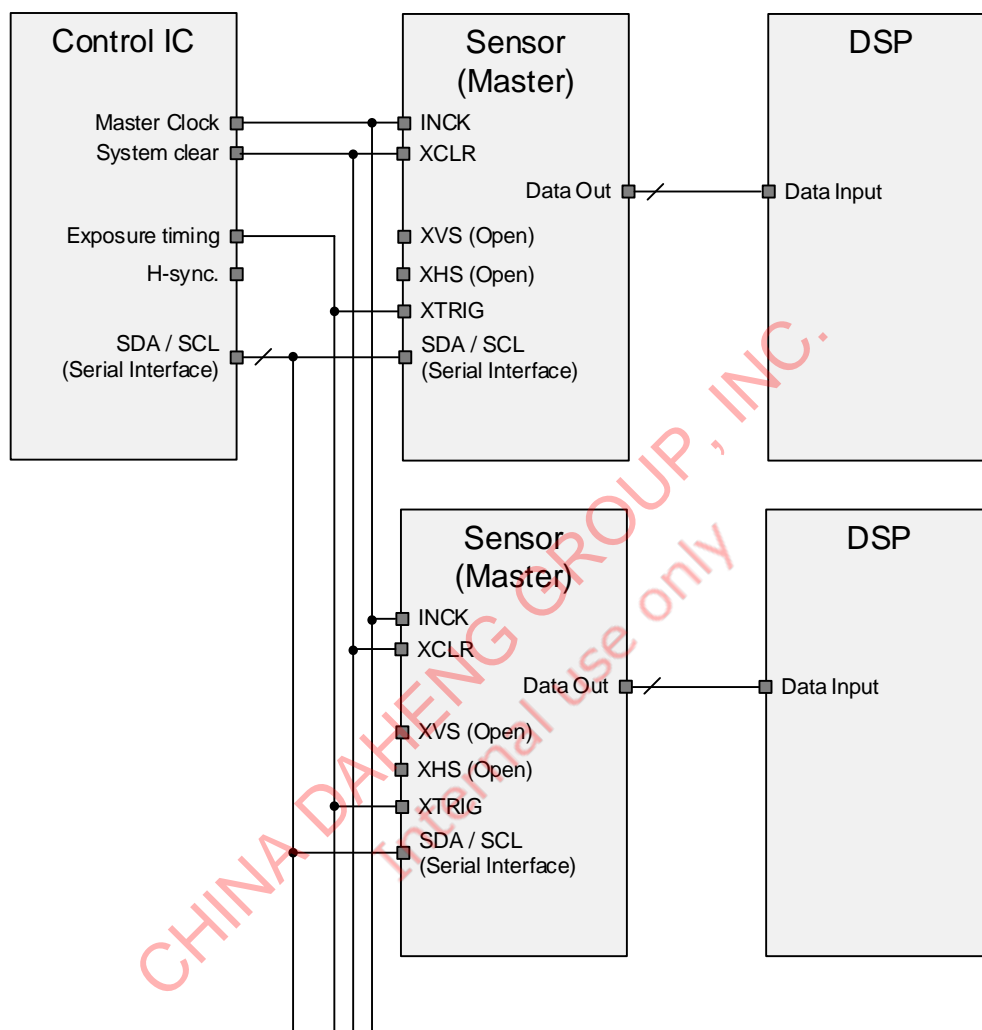 Control IC
Master Clock
System clear
Exposure timing
H-sync.
SDA / SCL
(Serial Interface)
Sensor
(Master)
INCK
XCLR
Data Out
XVS (Open)
XHS (Open)
XTRIG
SDA / SCL
(Serial Interface)
DSP
Data Input
Sensor
(Master)
INCK
XCLR
Data Out
XVS (Open)
XHS (Open)
XTRIG
SDA / SCL
(Serial Interface)
DSP
Data Input
CHINA DAHENG GROUP, INC.
Internal use only